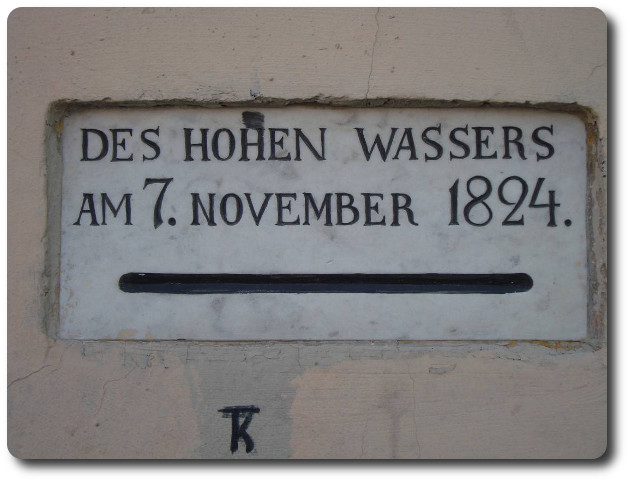 DES HOHEN WASSERS
AM 7. NOVEMBER 1824.
K